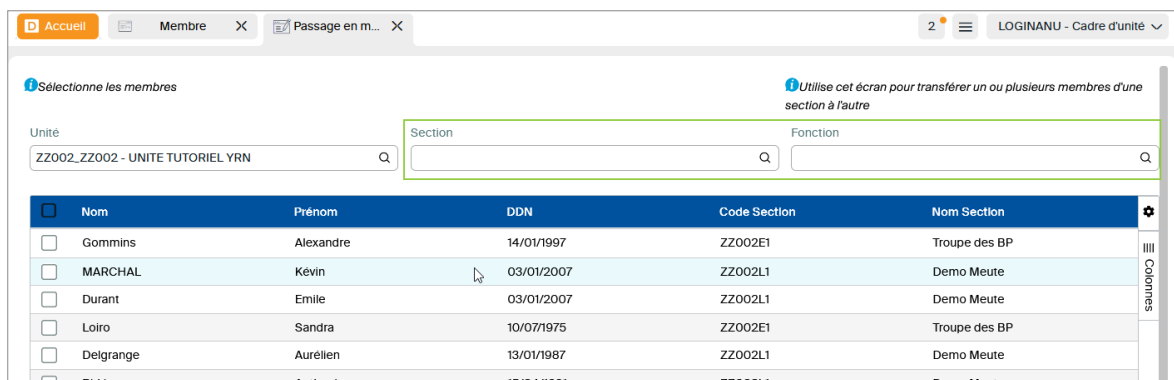 D Accueil Membre Passage en m... 2 LOGINANU - Cadre d'unité
Sélectionne les membres
Utilise cet écran pour transférer un ou plusieurs membres d'une
section à l'autre
Unité Section Fonction
ZZ002_ZZ002 - UNITE TUTORIEL YRN
Nom Prénom DDN Code Section Nom Section
Gommins Alexandre 14/01/1997 ZZ002E1 Troupe des BP
MARCHAL Kévin 03/01/2007 ZZ002L1 Demo Meute
Durant Emile 03/01/2007 ZZ002L1 Demo Meute
Loiro Sandra 10/07/1975 ZZ002E1 Troupe des BP
Delgrange Aurélien 13/01/1987 ZZ002L1 Demo Meute
Colonnes